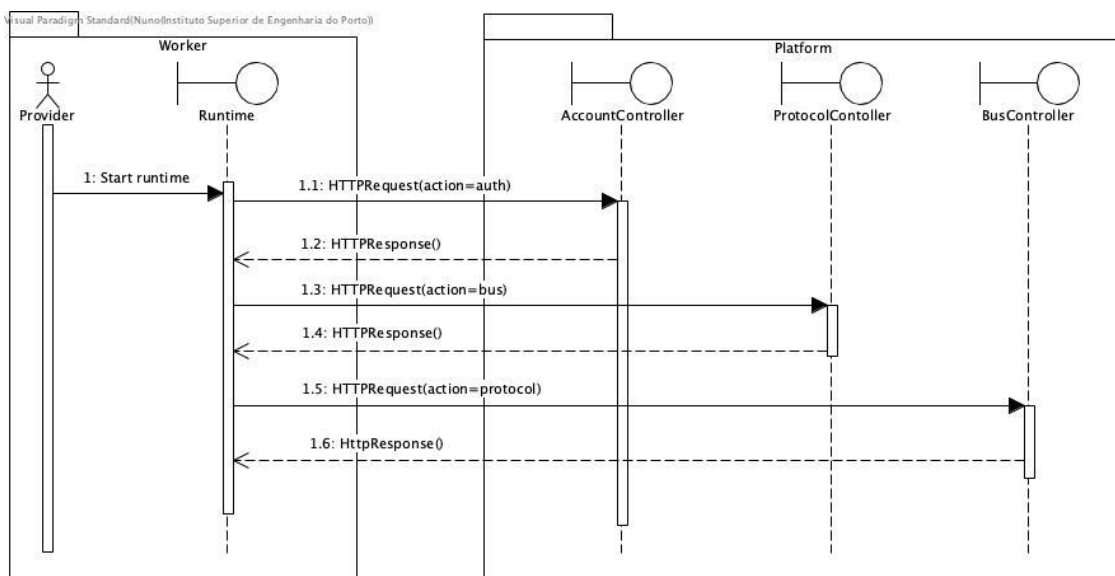 Visual Paradigm Standard(Nuno(Instituto Superior de Engenharia do Porto))
Worker
Platform
Provider
Runtime
AccountController
ProtocolContoller
BusController
1: Start runtime
1.1: HTTPRequest(action=auth)
1.2: HTTPResponse()
1.3: HTTPRequest(action=bus)
1.4: HTTPResponse()
1.5: HTTPRequest(action=protocol)
1.6: HttpResponse()